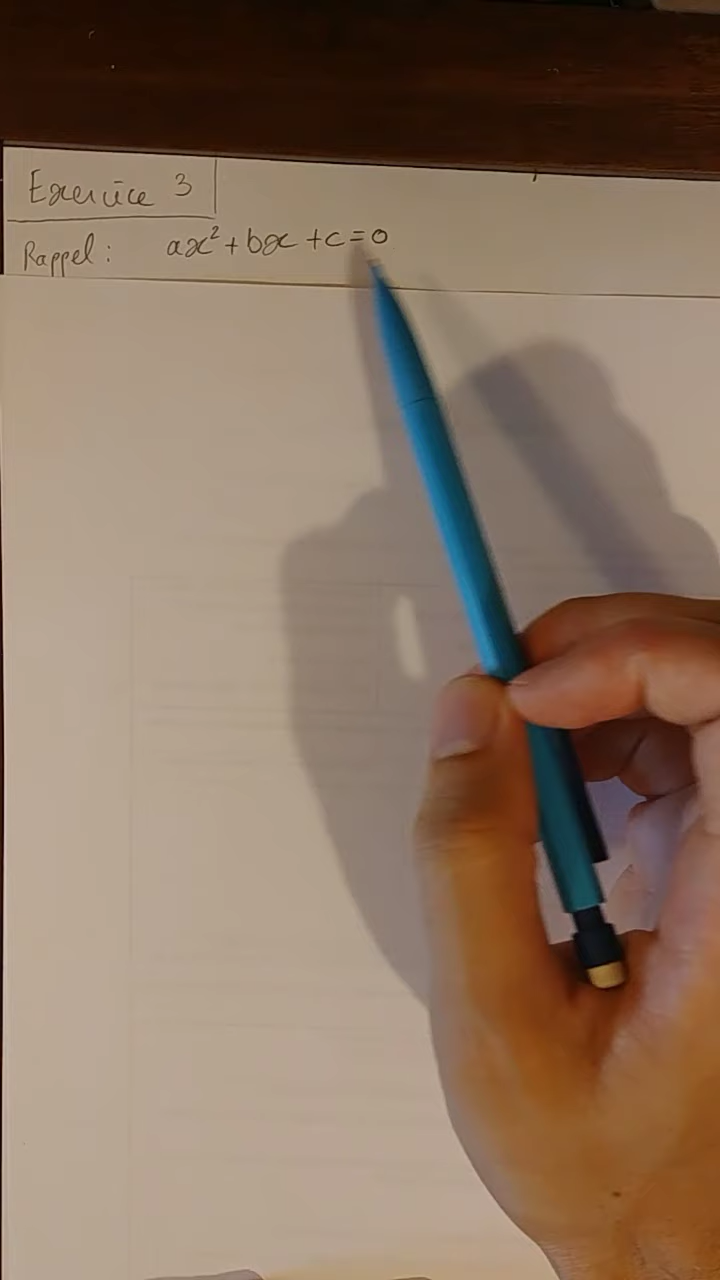 Exercice 3
Rappel : ax² + bx + c = 0